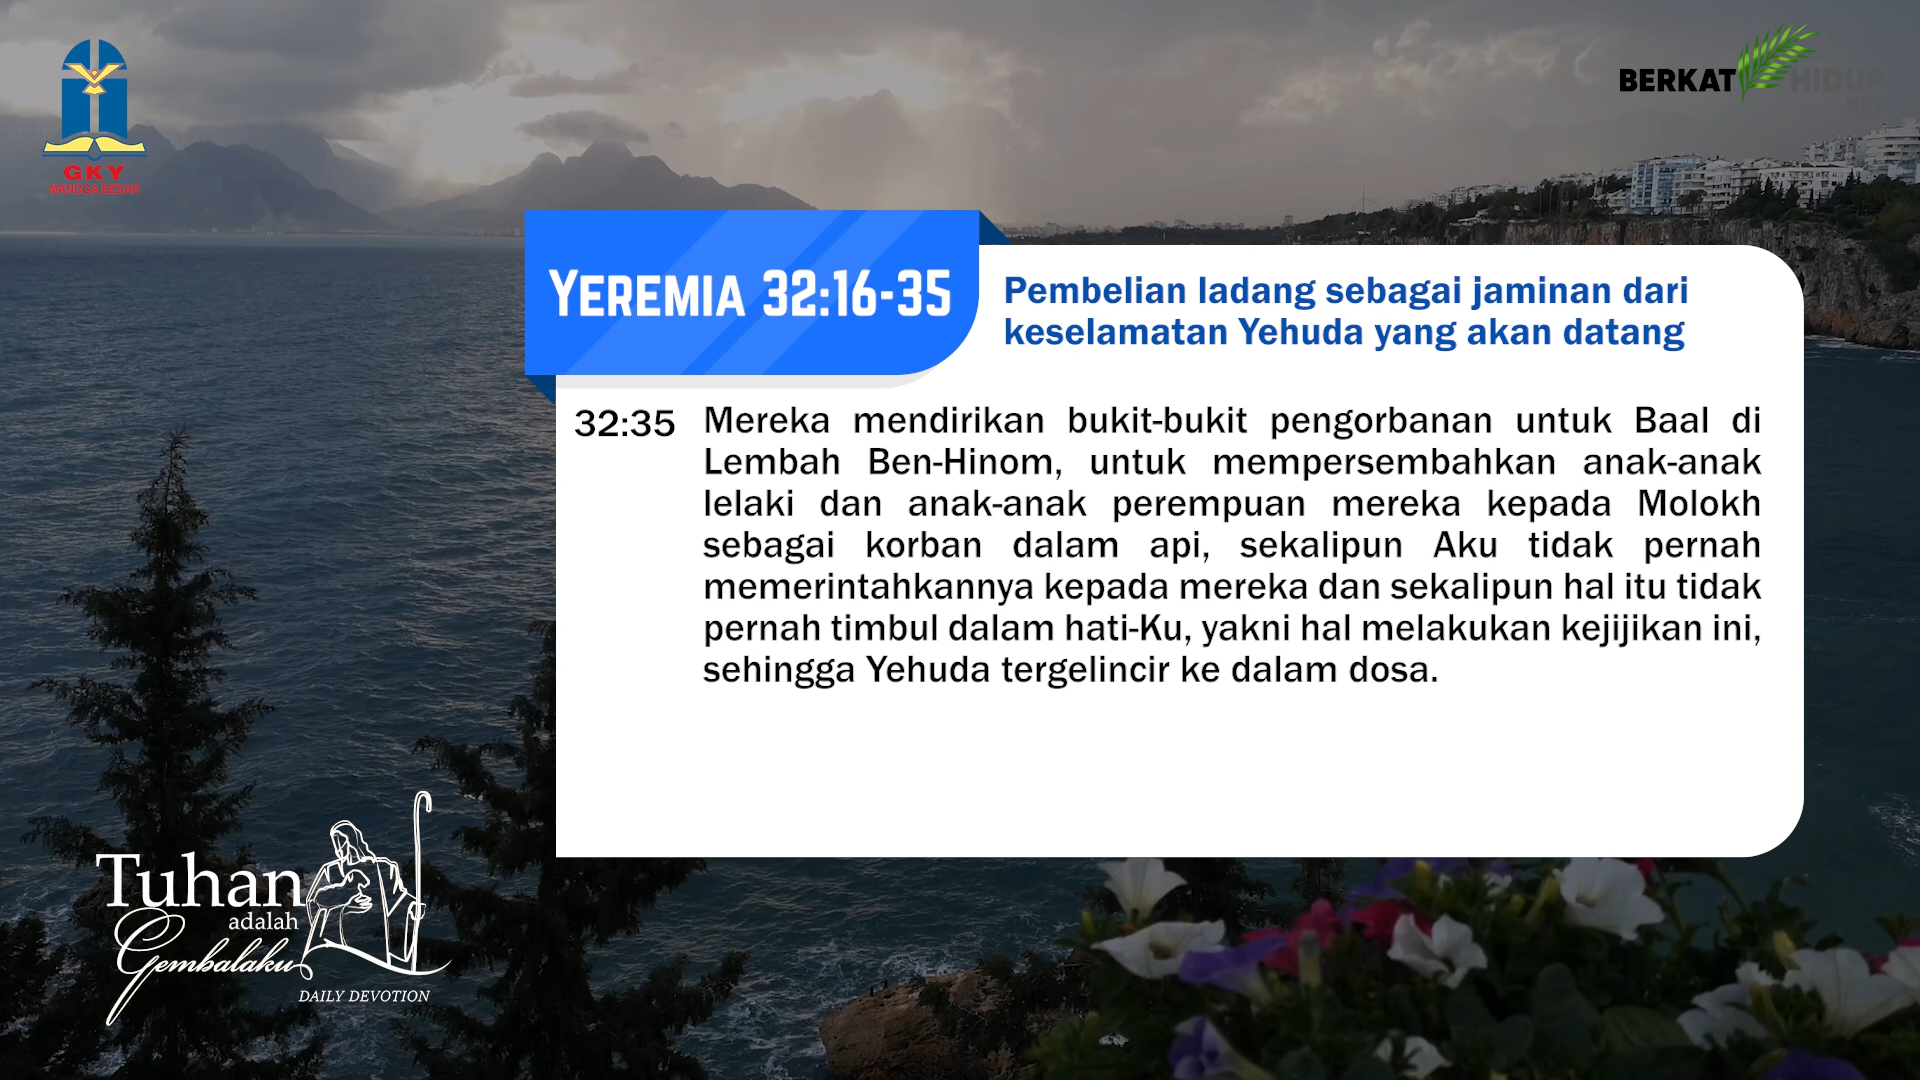 GKY
MANGGA BESAR
BERKAT HIDUP
.NET
YEREMIA 32:16-35
Pembelian ladang sebagai jaminan dari
keselamatan Yehuda yang akan datang
32:35 Mereka mendirikan bukit-bukit pengorbanan untuk Baal di
Lembah Ben-Hinom, untuk mempersembahkan anak-anak
lelaki dan anak-anak perempuan mereka kepada Molokh
sebagai korban dalam api, sekalipun Aku tidak pernah
memerintahkannya kepada mereka dan sekalipun hal itu tidak
pernah timbul dalam hati-Ku, yakni hal melakukan kejijikan ini,
sehingga Yehuda tergelincir ke dalam dosa.
Tuhan
adalah
Gembalaku
DAILY DEVOTION